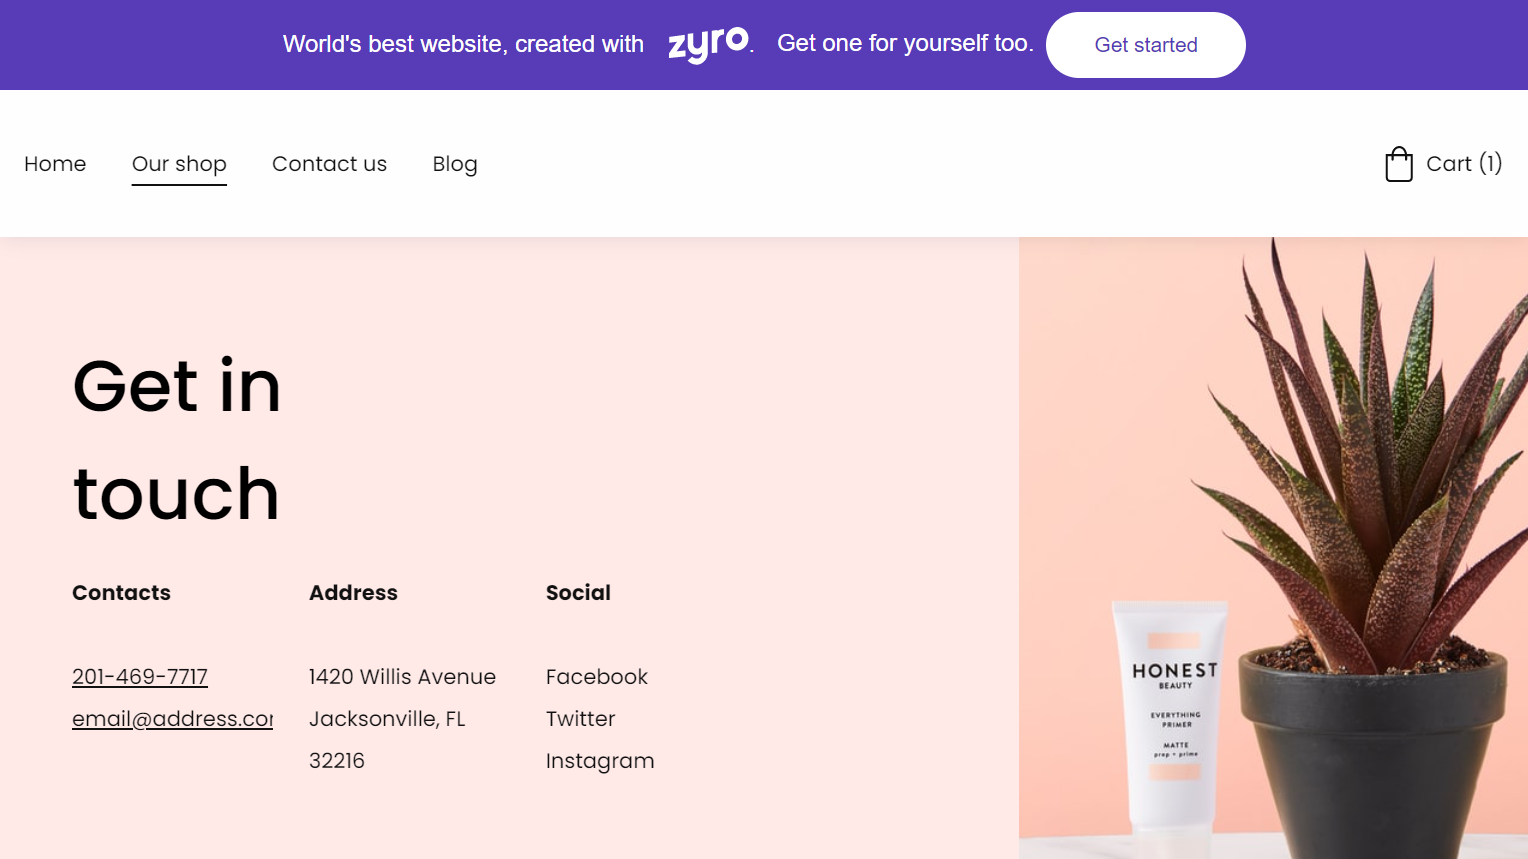 World's best website, created with zyro. Get one for yourself too. Get started
Home Our shop Contact us Blog Cart (1)
Get in
touch
Contacts Address Social
201-469-7717 1420 Willis Avenue Facebook
email@address.cor Jacksonville, FL Twitter
32216 Instagram
HONEST
BEAUTY
EVERYTHING
PRIMER
MATTE
prep + prime